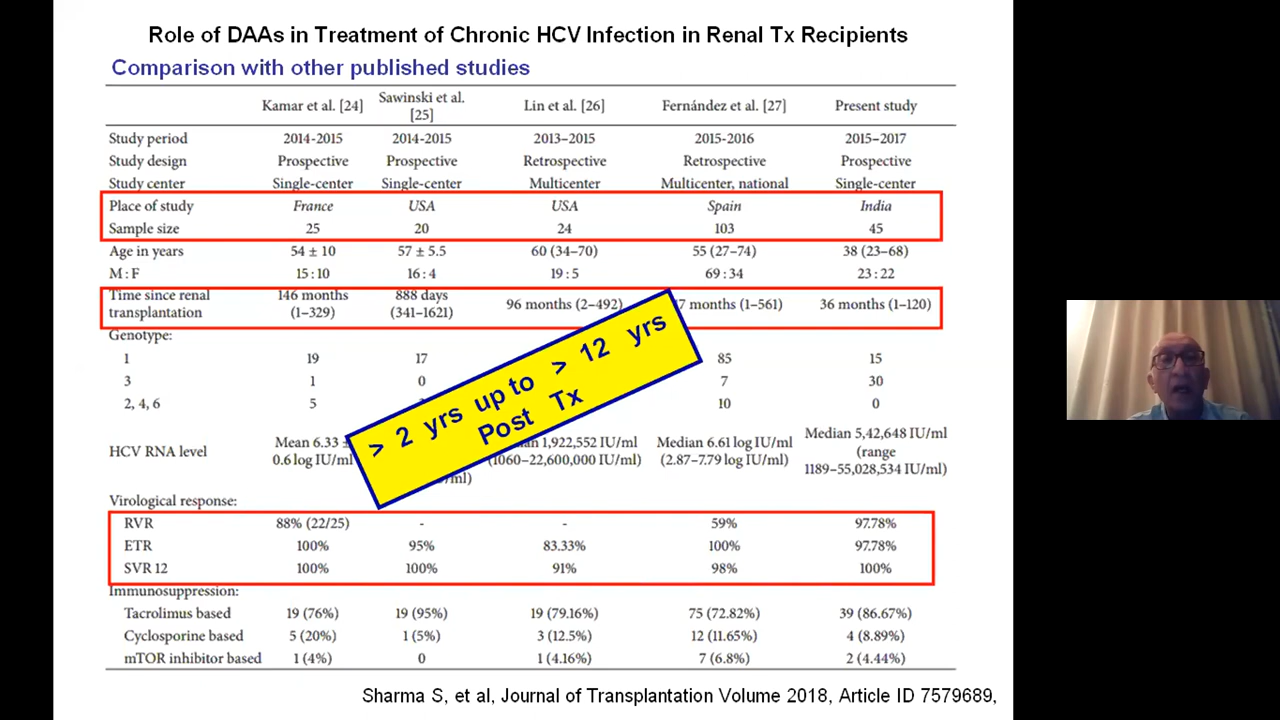 Role of DAAs in Treatment of Chronic HCV Infection in Renal Tx Recipients
Comparison with other published studies
Kamar et al. [24] Sawinski et al. [25] Lin et al. [26] Fernández et al. [27] Present study
Study period 2014-2015 2014-2015 2013–2015 2015-2016 2015–2017
Study design Prospective Prospective Retrospective Retrospective Prospective
Study center Single-center Single-center Multicenter Multicenter, national Single-center
Place of study France USA USA Spain India
Sample size 25 20 24 103 45
Age in years 54 ± 10 57 ± 5.5 60 (34–70) 55 (27–74) 38 (23–68)
M : F 15 : 10 16 : 4 19 : 5 69 : 34 23 : 22
Time since renal transplantation 146 months (1–329) 888 days (341–1621) 96 months (2–492) months (1–561) 36 months (1–120)
Genotype:
1 19 17 85 15
3 1 0 7 30
2, 4, 6 5 10 0
> 2 yrs up to > 12 yrs
Post Tx
HCV RNA level Mean 6.33 0.6 log IU/ml 1,922,552 IU/ml (1060–22,600,000 IU/ml) Median 6.61 log IU/ml (2.87–7.79 log IU/ml) Median 5,42,648 IU/ml (range 1189–55,028,534 IU/ml)
Virological response:
RVR 88% (22/25) - - 59% 97.78%
ETR 100% 95% 83.33% 100% 97.78%
SVR 12 100% 100% 91% 98% 100%
Immunosuppression:
Tacrolimus based 19 (76%) 19 (95%) 19 (79.16%) 75 (72.82%) 39 (86.67%)
Cyclosporine based 5 (20%) 1 (5%) 3 (12.5%) 12 (11.65%) 4 (8.89%)
mTOR inhibitor based 1 (4%) 0 1 (4.16%) 7 (6.8%) 2 (4.44%)
Sharma S, et al, Journal of Transplantation Volume 2018, Article ID 7579689,